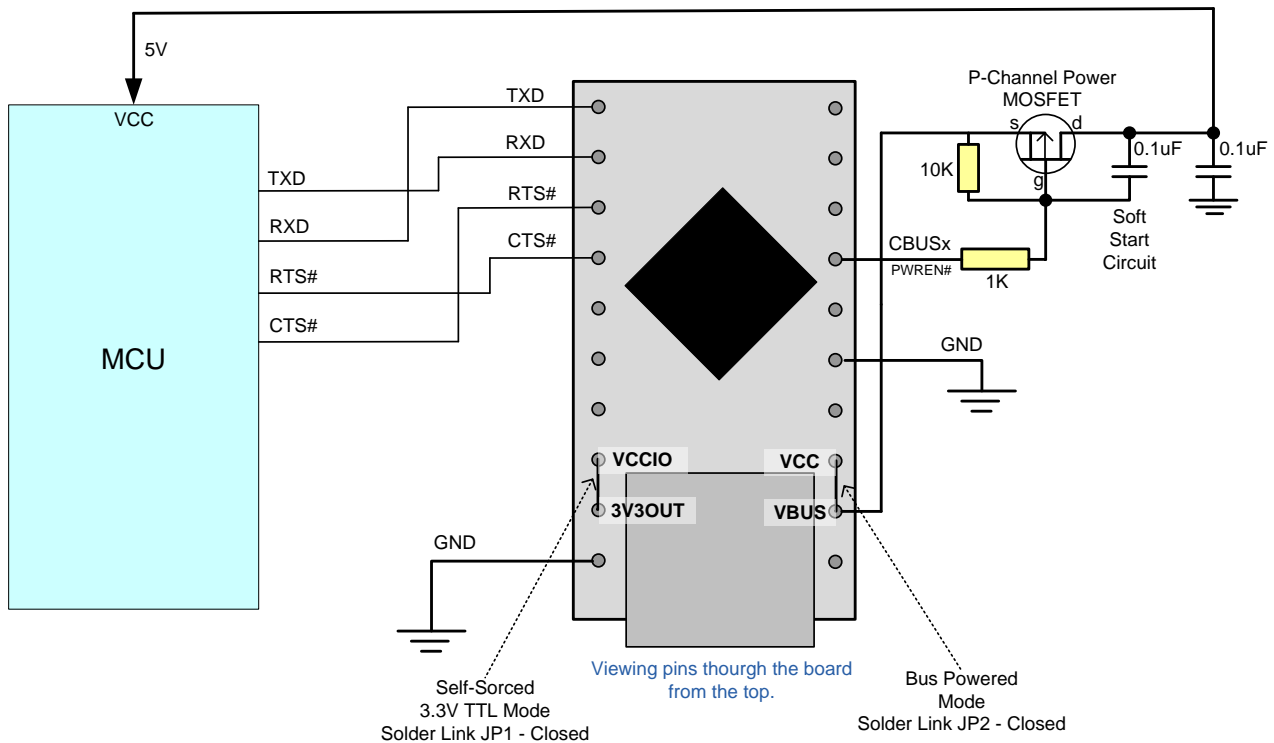 5V
VCC
MCU
TXD
RXD
RTS#
CTS#
TXD
RXD
RTS#
CTS#
P-Channel Power
MOSFET
s
d
g
10K
0.1uF
0.1uF
Soft
Start
Circuit
CBUSx
PWREN#
1K
GND
VCCIO
3V3OUT
VCC
VBUS
GND
Viewing pins thourgh the board
from the top.
Self-Sorced
3.3V TTL Mode
Solder Link JP1 - Closed
Bus Powered
Mode
Solder Link JP2 - Closed